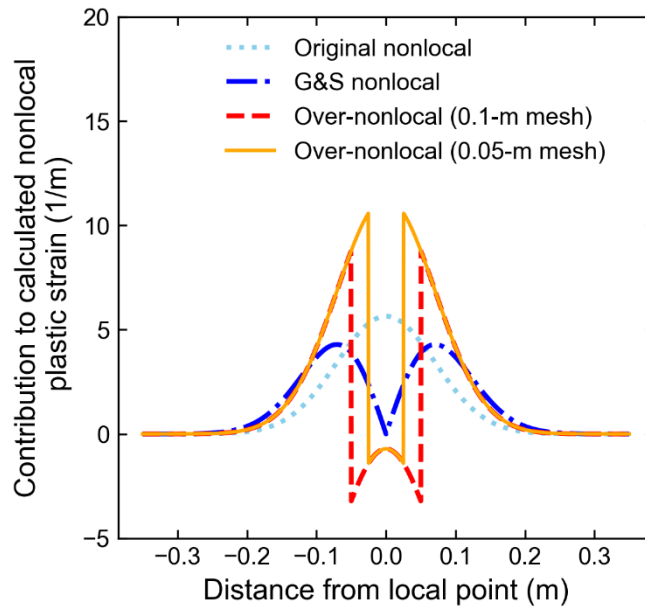 20
15
10
5
0
−5
Contribution to calculated nonlocal
plastic strain (1/m)
Original nonlocal
G&S nonlocal
Over-nonlocal (0.1-m mesh)
Over-nonlocal (0.05-m mesh)
−0.3 −0.2 −0.1 0.0 0.1 0.2 0.3
Distance from local point (m)